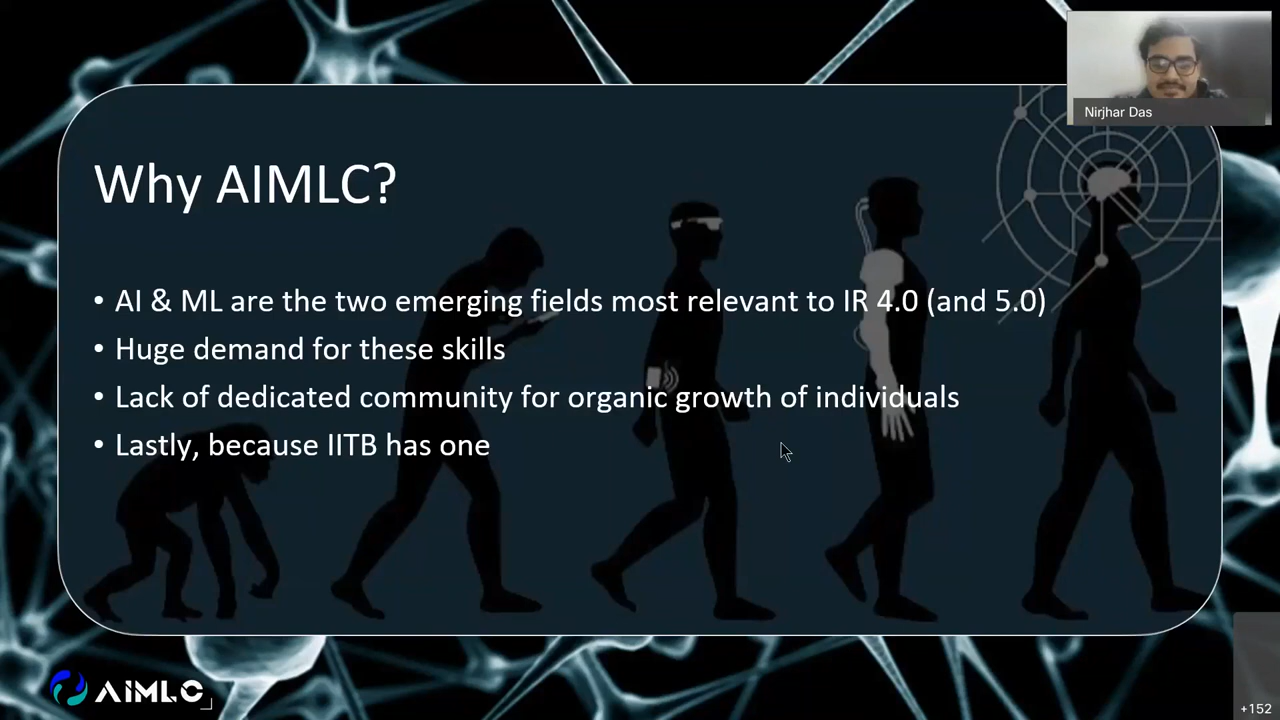 Nirjhar Das
Why AIMLC?
• AI & ML are the two emerging fields most relevant to IR 4.0 (and 5.0)
• Huge demand for these skills
• Lack of dedicated community for organic growth of individuals
• Lastly, because IITB has one
AIMLC
+152